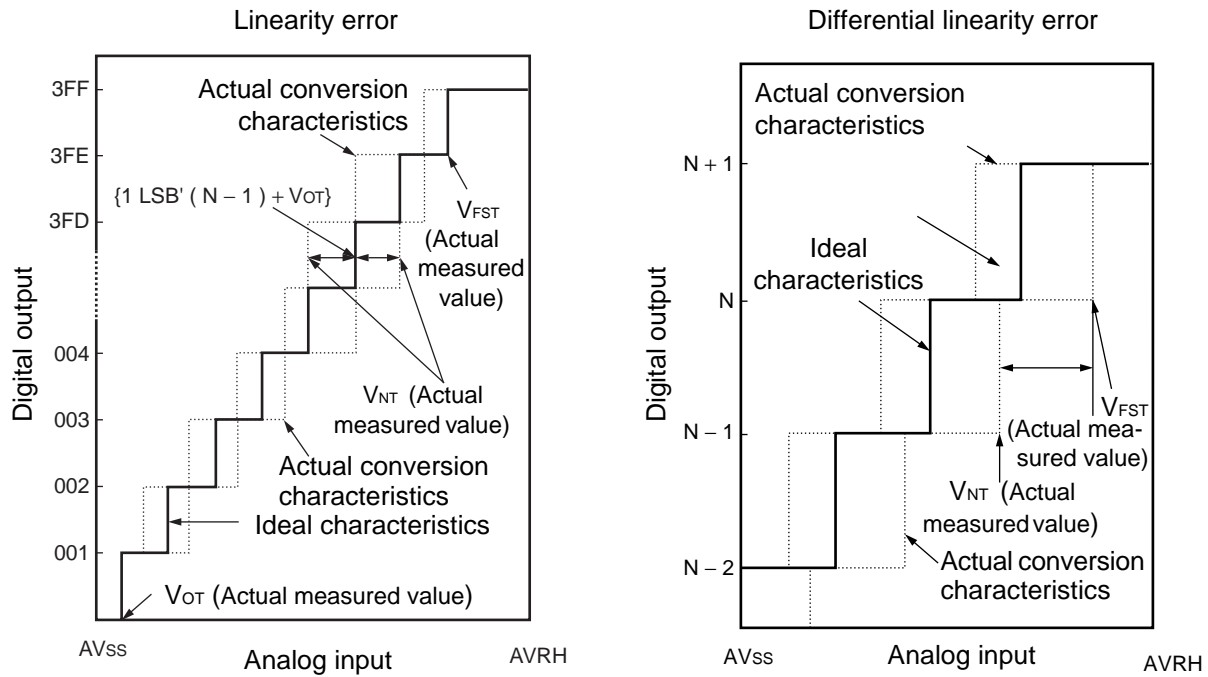 Linearity error
3FF
3FE
3FD
004
003
002
001
Digital output
Actual conversion
characteristics
{1 LSB' ( N − 1 ) + VOT}
VFST
(Actual
measured
value)
VNT (Actual
measured value)
Actual conversion
characteristics
Ideal characteristics
VOT (Actual measured value)
AVSS
Analog input
AVRH
Differential linearity error
N + 1
N
N − 1
N − 2
Digital output
Actual conversion
characteristics
Ideal
characteristics
VFST
(Actual mea-
sured value)
VNT (Actual
measured value)
Actual conversion
characteristics
AVSS
Analog input
AVRH